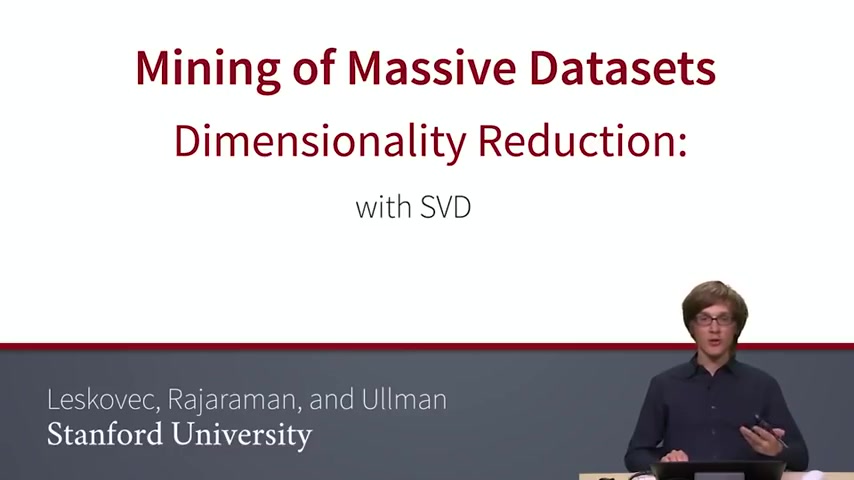 Mining of Massive Datasets
Dimensionality Reduction:
with SVD
Leskovec, Rajaraman, and Ullman
Stanford University